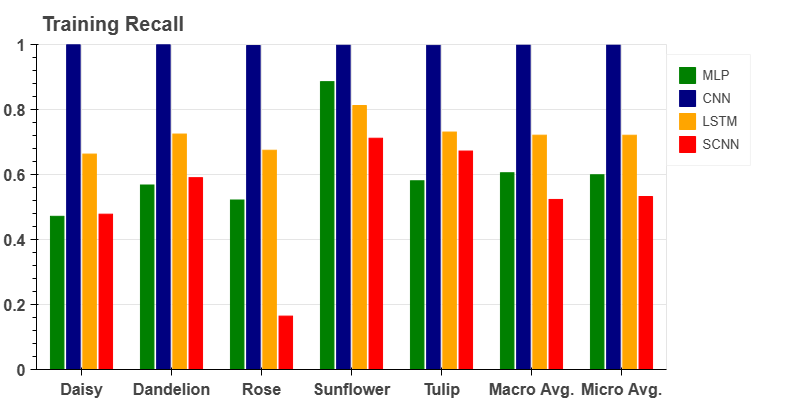 Training Recall
1
0.8
0.6
0.4
0.2
0
Daisy Dandelion Rose Sunflower Tulip Macro Avg. Micro Avg.
MLP
CNN
LSTM
SCNN